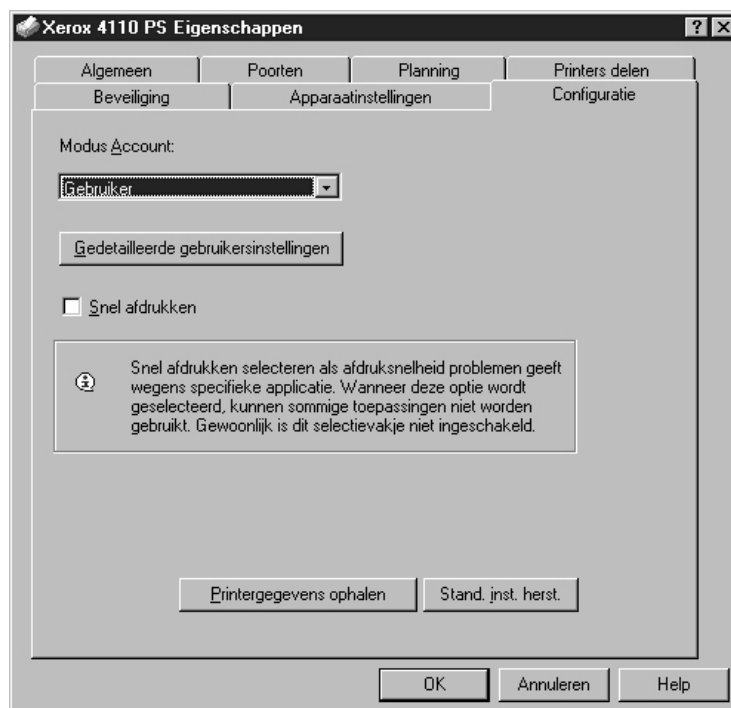 Xerox 4110 PS Eigenschappen
Algemeen
Poorten
Planning
Printers delen
Beveiliging
Apparaatinstellingen
Configuratie
Modus Account:
Gebruiker
Gedetailleerde gebruikersinstellingen
Snel afdrukken
Snel afdrukken selecteren als afdruksnelheid problemen geeft
wegens specifieke applicatie. Wanneer deze optie wordt
geselecteerd, kunnen sommige toepassingen niet worden
gebruikt. Gewoonlijk is dit selectievakje niet ingeschakeld.
Printergegevens ophalen
Stand. inst. herst.
OK
Annuleren
Help